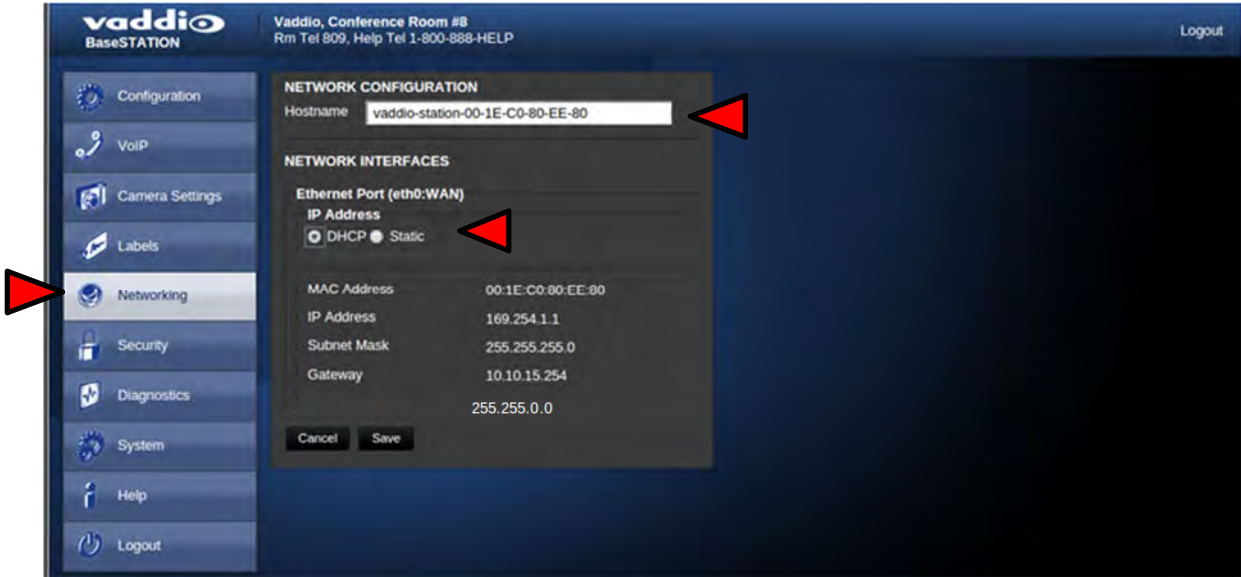 vaddio
BaseSTATION
Vaddio, Conference Room #8
Rm Tel 809, Help Tel 1-800-888-HELP
Logout
Configuration
VoIP
Camera Settings
Labels
Networking
Security
Diagnostics
System
Help
Logout
NETWORK CONFIGURATION
Hostname vaddio-station-00-1E-C0-80-EE-80
NETWORK INTERFACES
Ethernet Port (eth0:WAN)
IP Address
DHCP Static
MAC Address 00:1E:C0:80:EE:80
IP Address 169.254.1.1
Subnet Mask 255.255.255.0
Gateway 10.10.15.254
255.255.0.0
Cancel Save